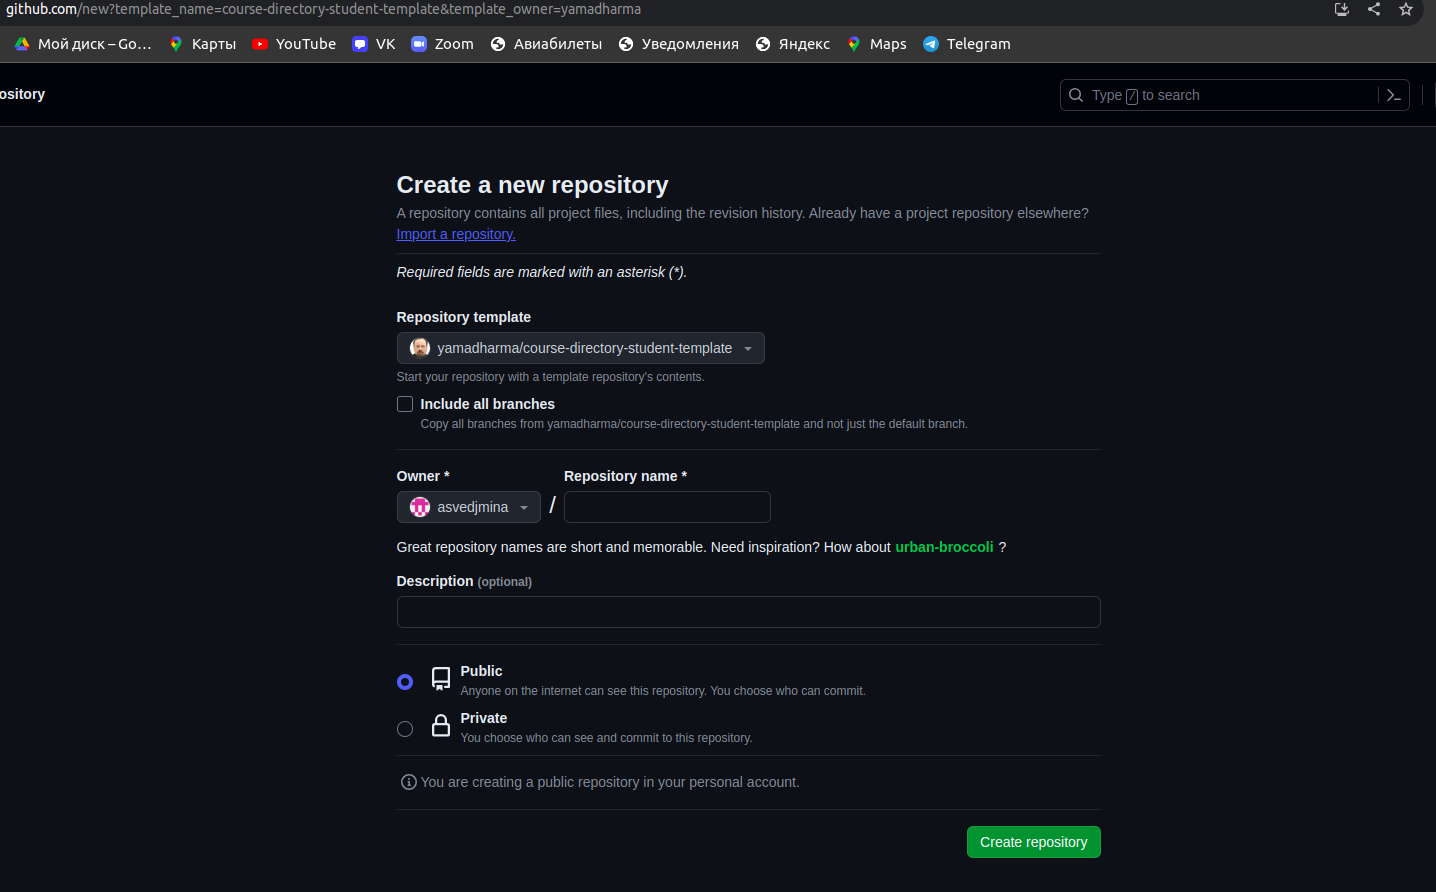 github.com/new?template_name=course-directory-student-template&template_owner=yamadharma
Мой диск – Go… Карты YouTube VK Zoom Авиабилеты Уведомления Яндекс Maps Telegram
ository
Type / to search
Create a new repository
A repository contains all project files, including the revision history. Already have a project repository elsewhere?
Import a repository.
Required fields are marked with an asterisk (*).
Repository template
yamadharma/course-directory-student-template
Start your repository with a template repository's contents.
Include all branches
Copy all branches from yamadharma/course-directory-student-template and not just the default branch.
Owner * Repository name *
asvedjmina /
Great repository names are short and memorable. Need inspiration? How about urban-broccoli ?
Description (optional)
Public
Anyone on the internet can see this repository. You choose who can commit.
Private
You choose who can see and commit to this repository.
You are creating a public repository in your personal account.
Create repository